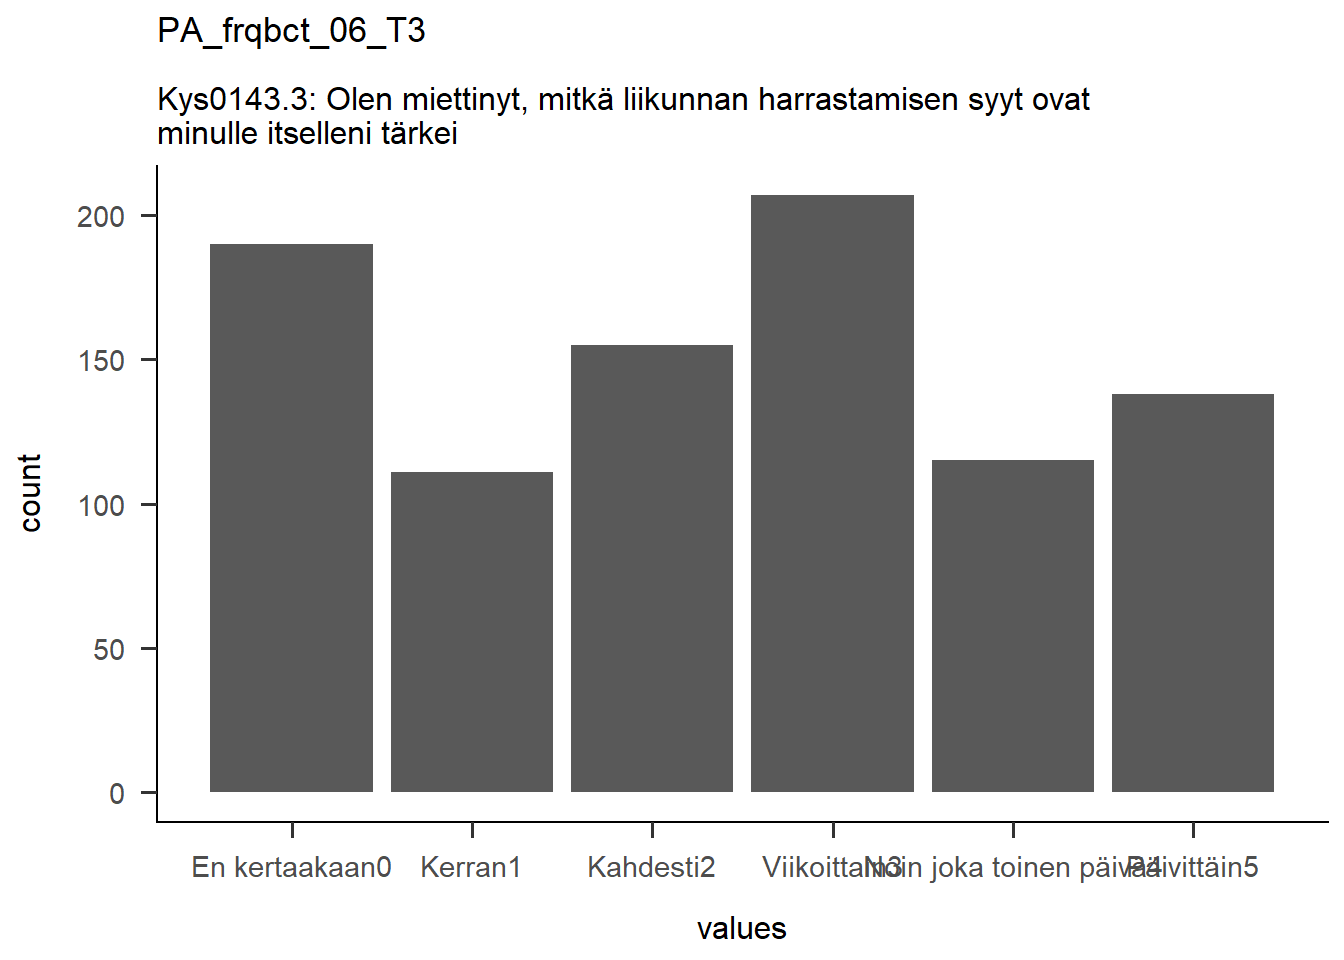 PA_frqbct_06_T3
Kys0143.3: Olen miettinyt, mitkä liikunnan harrastamisen syyt ovat
minulle itselleni tärkei
count
200
150
100
50
0
En kertaakaan0 Kerran1 Kahdesti2 Viikoittain3 Noin joka toinen päivä4 Päivittäin5
values